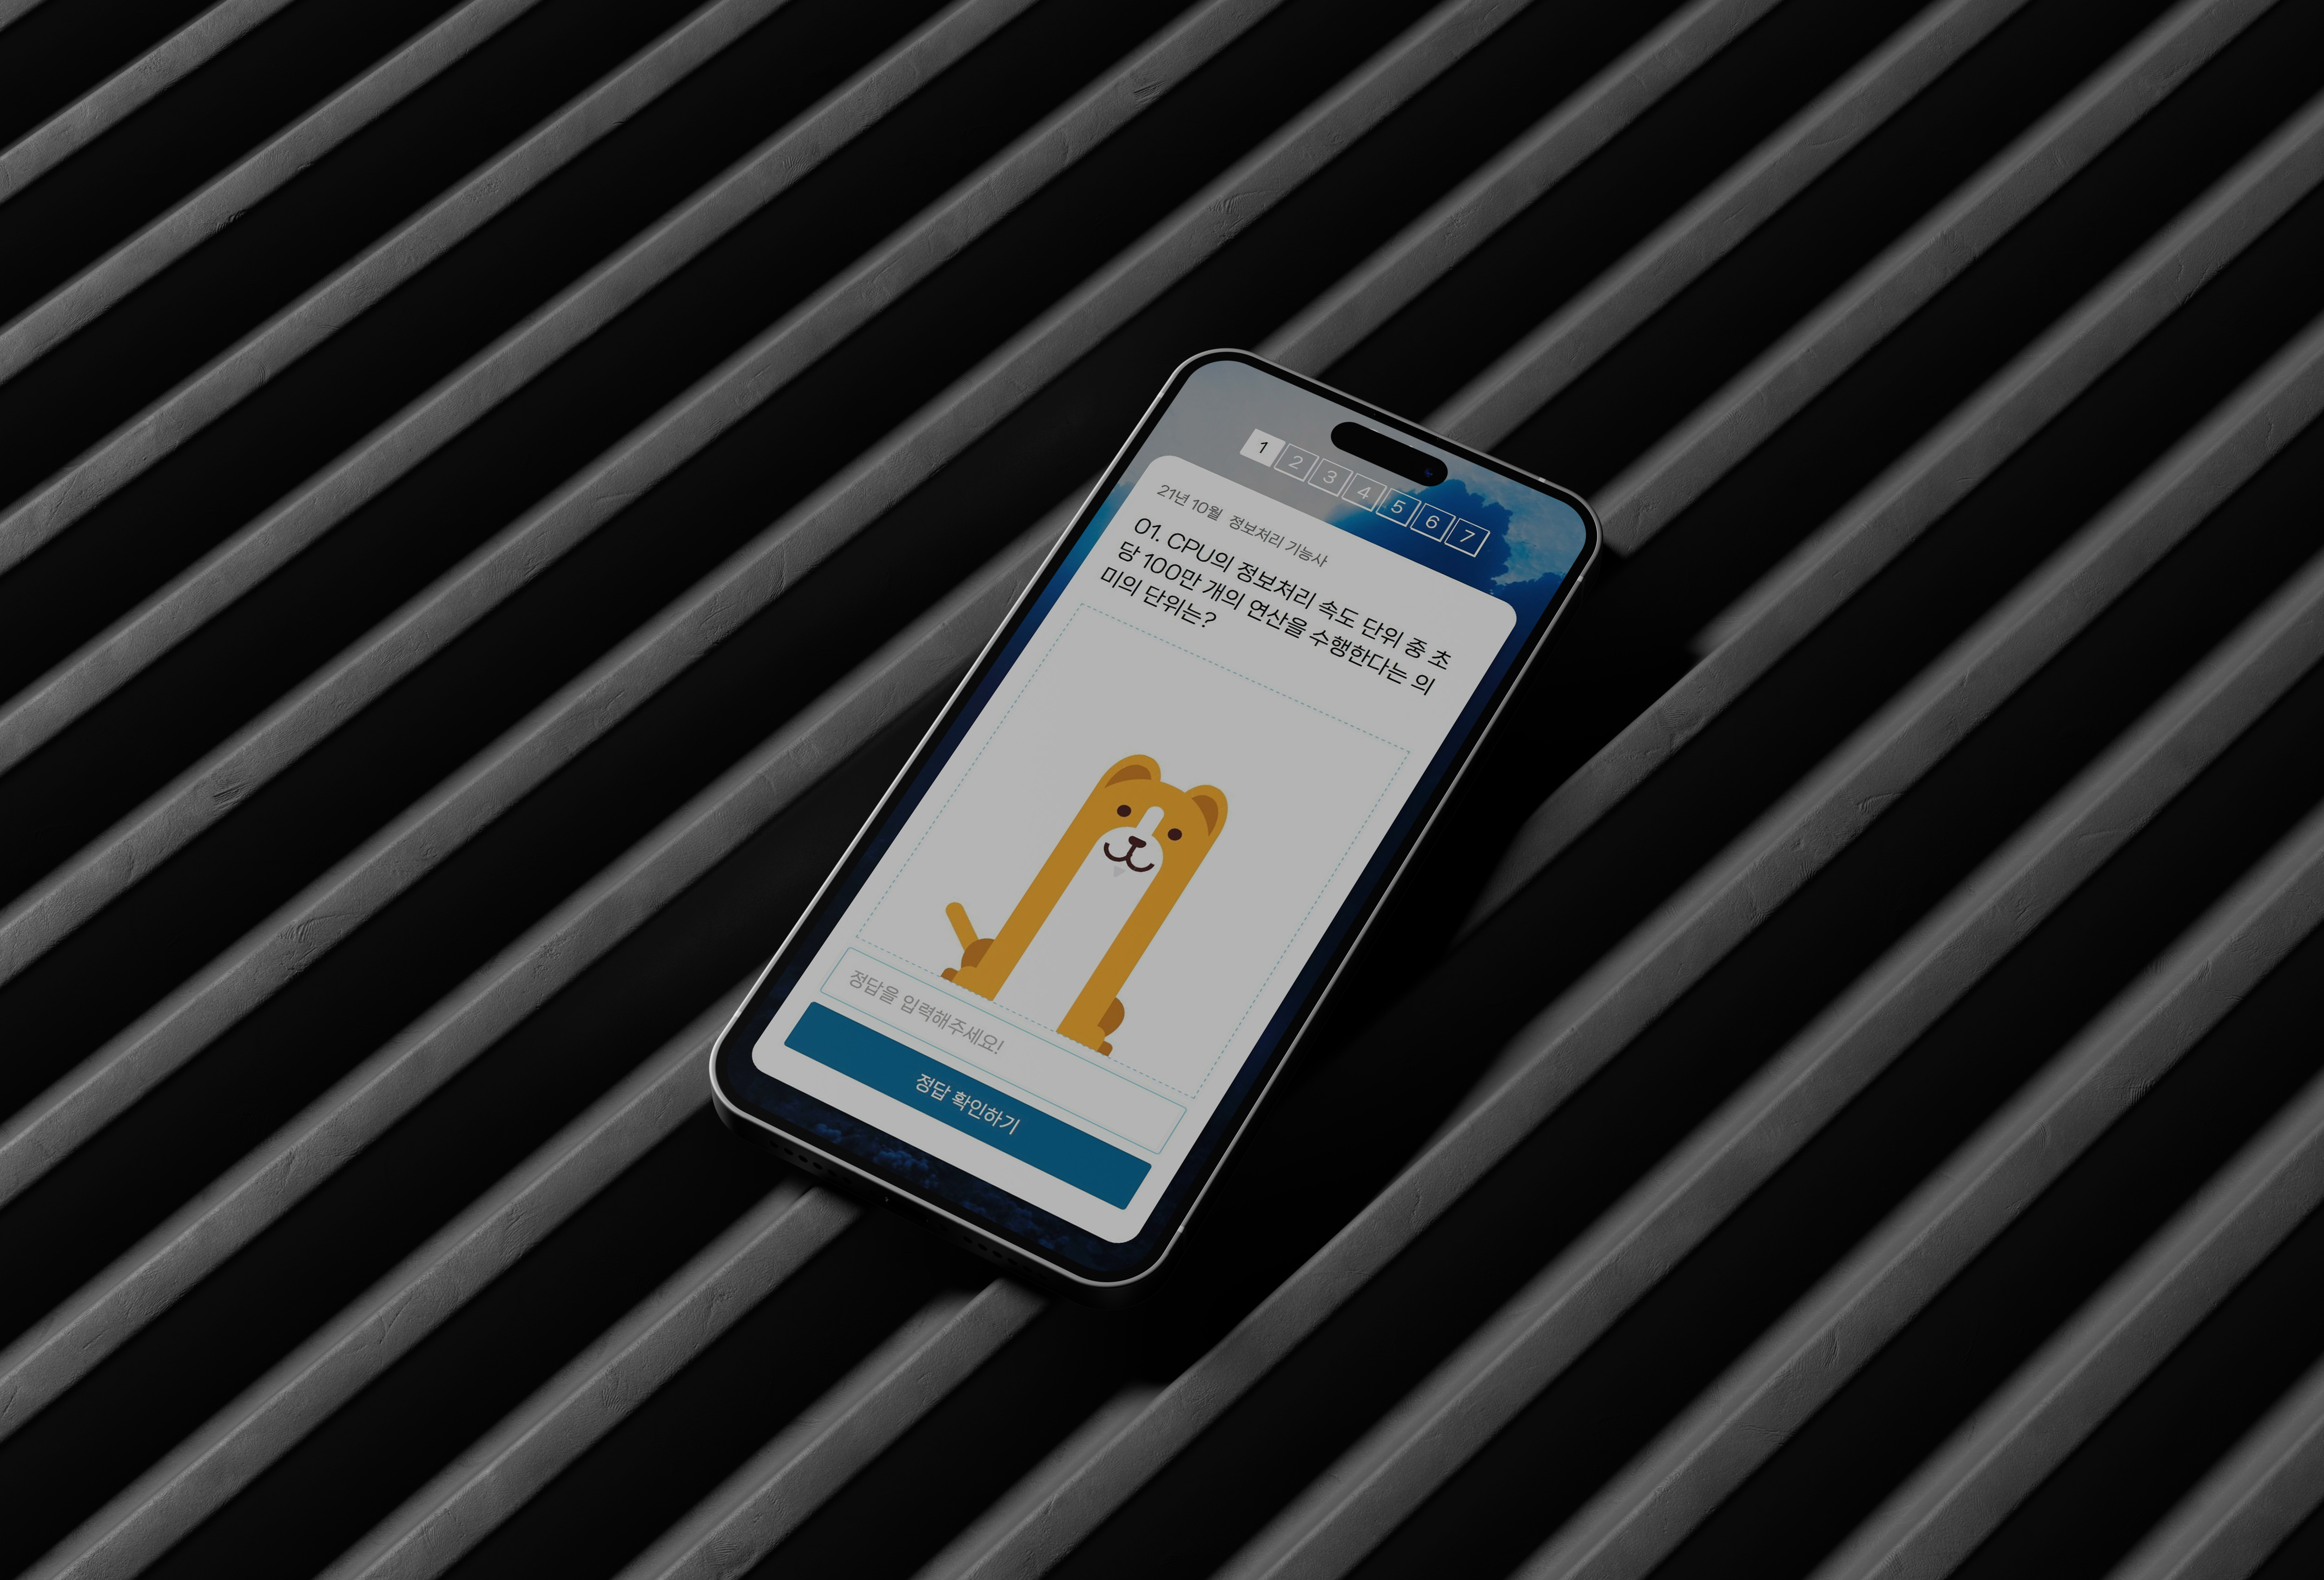 1 2 3 4 5 6 7
21년 10월 정보처리 기능사
01. CPU의 정보처리 속도 단위 중 초
당 100만 개의 연산을 수행한다는 의
미의 단위는?
정답을 입력해주세요!
정답 확인하기